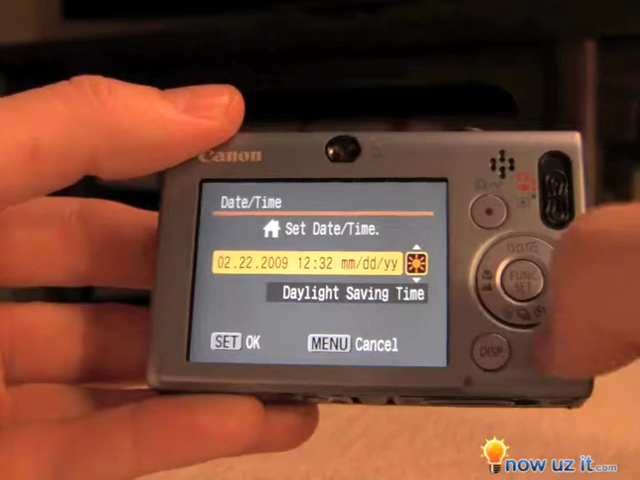 Canon
Date/Time
Set Date/Time.
02.22.2009 12:32 mm/dd/yy
Daylight Saving Time
SET OK
MENU Cancel
FUNC.
SET
DISP
now uz it.com